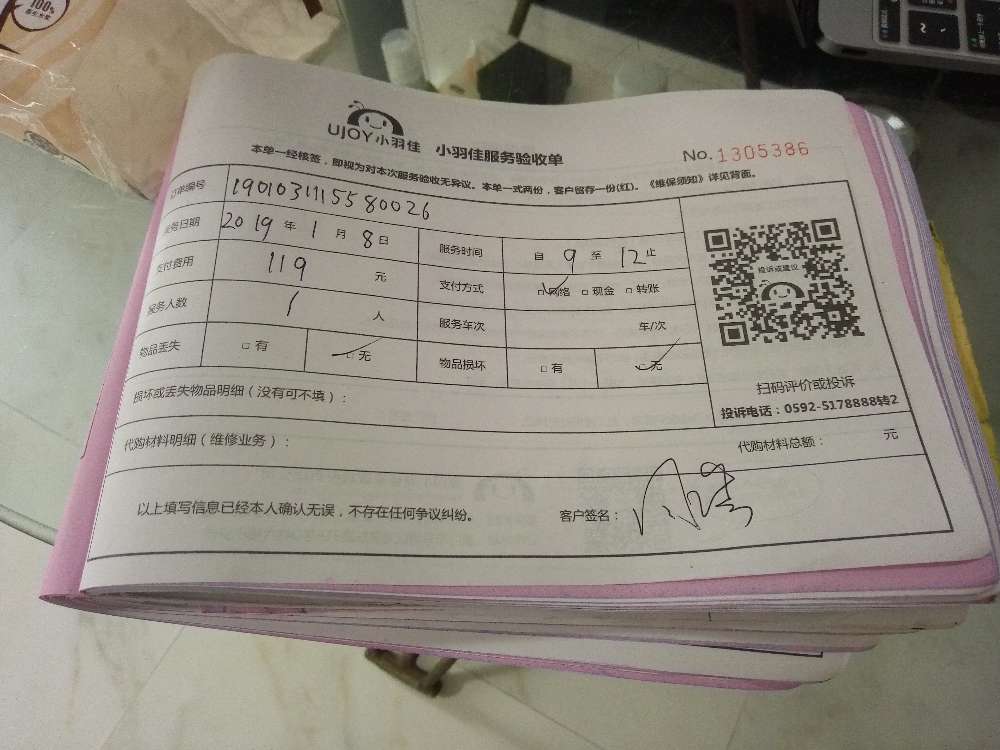 100%
UJOY小羽佳 小羽佳服务验收单 No.1305386
本单一经核签，即视为对本次服务验收无异议。本单一式两份，客户留存一份(红)。《维保须知》详见背面。
订单编号 1901031115580026
服务日期 2019 年 1 月 8 日 服务时间 自 9 至 12 止
支付费用 119 元 支付方式 □网络 □现金 □转账
服务人数 1 人 服务车次 车/次
物品丢失 □有 □无 物品损坏 □有 □无
投诉或建议
扫码评价或投诉
投诉电话：0592-5178888转2
损坏或丢失物品明细（没有可不填）：
代购材料明细（维修业务）： 代购材料总额： 元
以上填写信息已经本人确认无误，不存在任何争议纠纷。 客户签名：